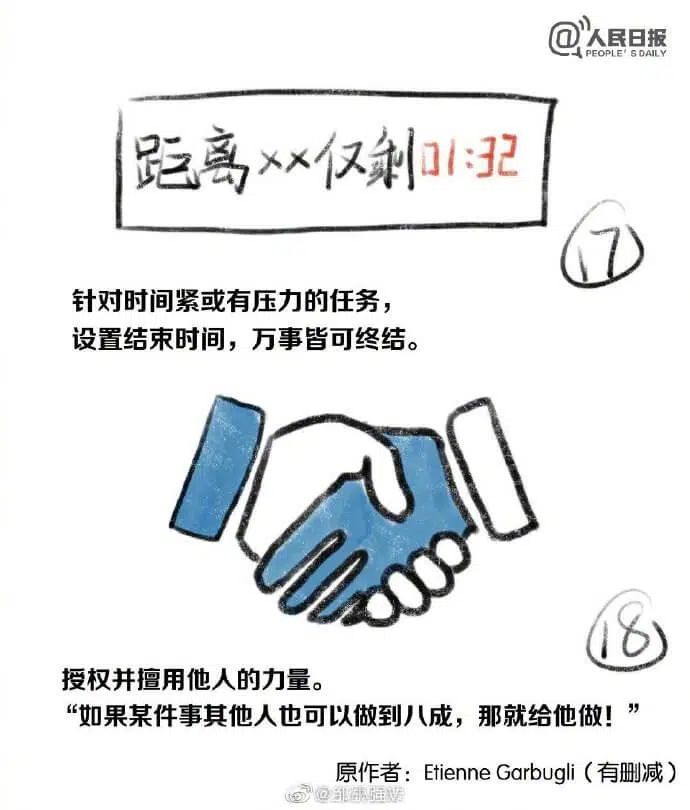 @人民日报
PEOPLE'S DAILY
距离××仅剩01:32
17
针对时间紧或有压力的任务，
设置结束时间，万事皆可终结。
18
授权并擅用他人的力量。
“如果某件事其他人也可以做到八成，那就给他做！”
原作者：Etienne Garbugli（有删减）